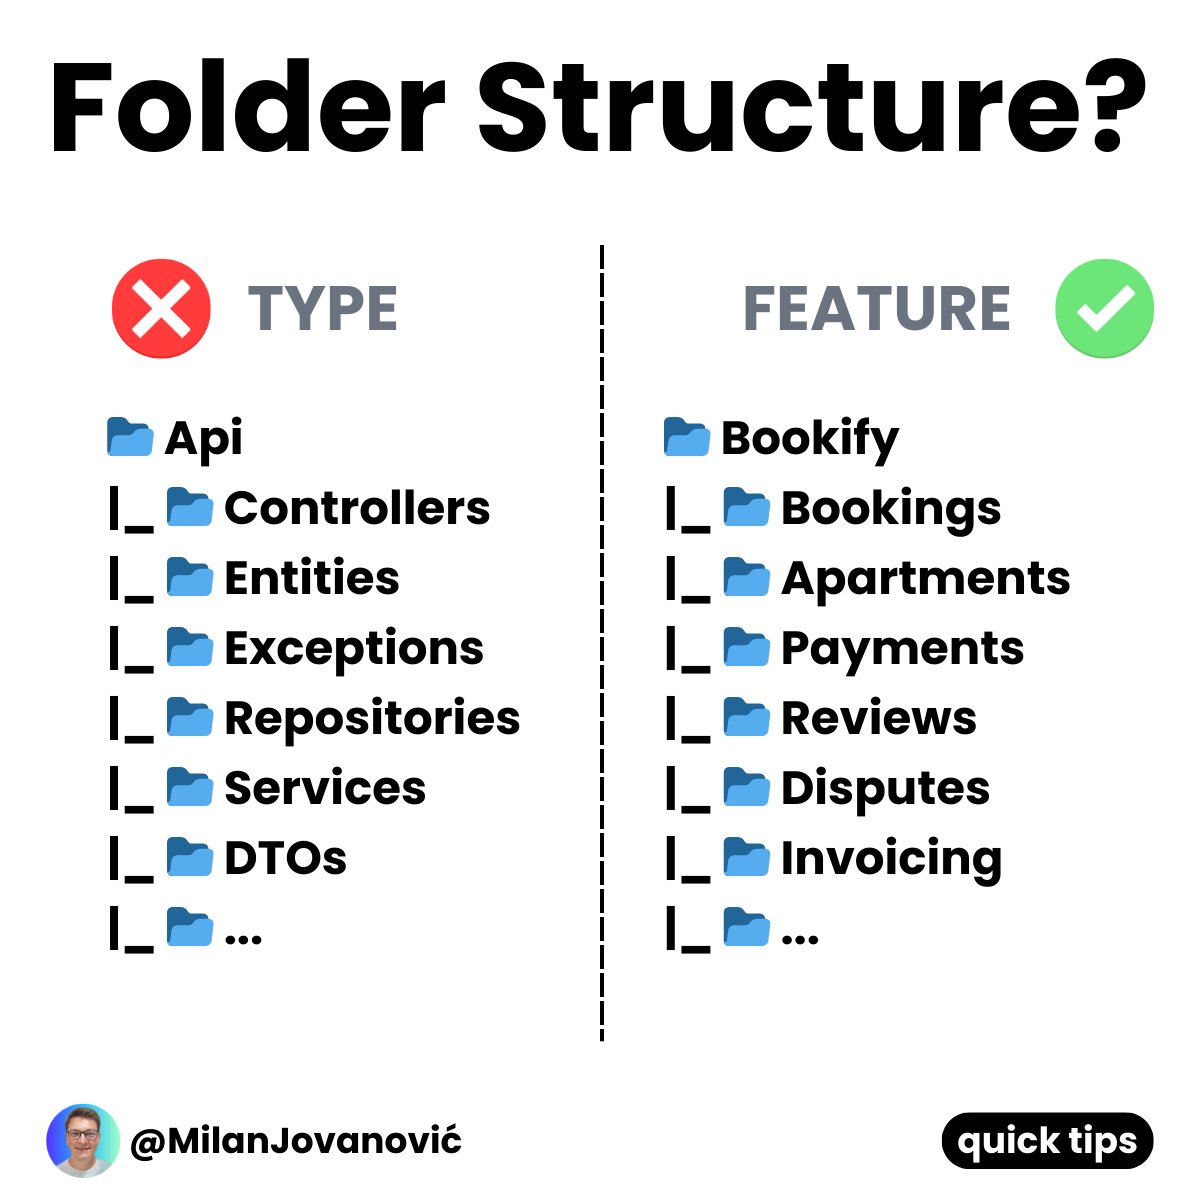 Folder Structure?
TYPE
Api
|_ Controllers
|_ Entities
|_ Exceptions
|_ Repositories
|_ Services
|_ DTOs
|_ ...
FEATURE
Bookify
|_ Bookings
|_ Apartments
|_ Payments
|_ Reviews
|_ Disputes
|_ Invoicing
|_ ...
@MilanJovanović
quick tips